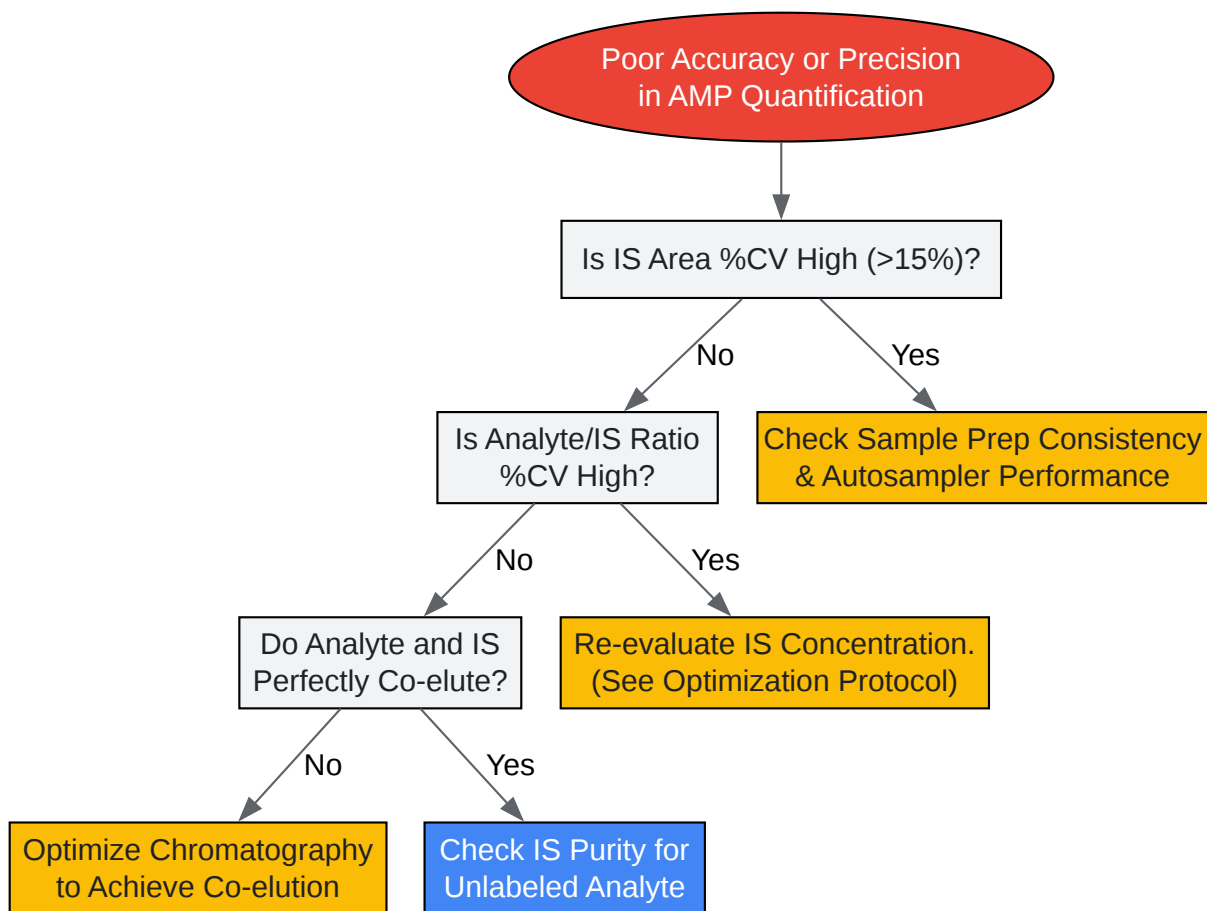 Poor Accuracy or Precision
in AMP Quantification
Is IS Area %CV High (>15%)?
No
Yes
Is Analyte/IS Ratio
%CV High?
Check Sample Prep Consistency
& Autosampler Performance
No
Yes
Do Analyte and IS
Perfectly Co-elute?
Re-evaluate IS Concentration.
(See Optimization Protocol)
No
Yes
Optimize Chromatography
to Achieve Co-elution
Check IS Purity for
Unlabeled Analyte